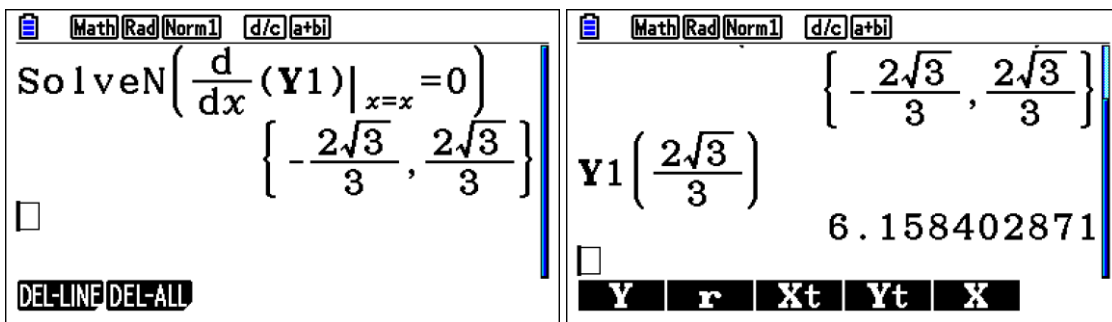 Math Rad Norm1 d/c a+bi
SolveN(d/dx(Y1)|x=x=0)
{-2√3/3, 2√3/3}
DEL-LINE DEL-ALL
Math Rad Norm1 d/c a+bi
{-2√3/3, 2√3/3}
Y1(2√3/3)
6.158402871
Y r Xt Yt X